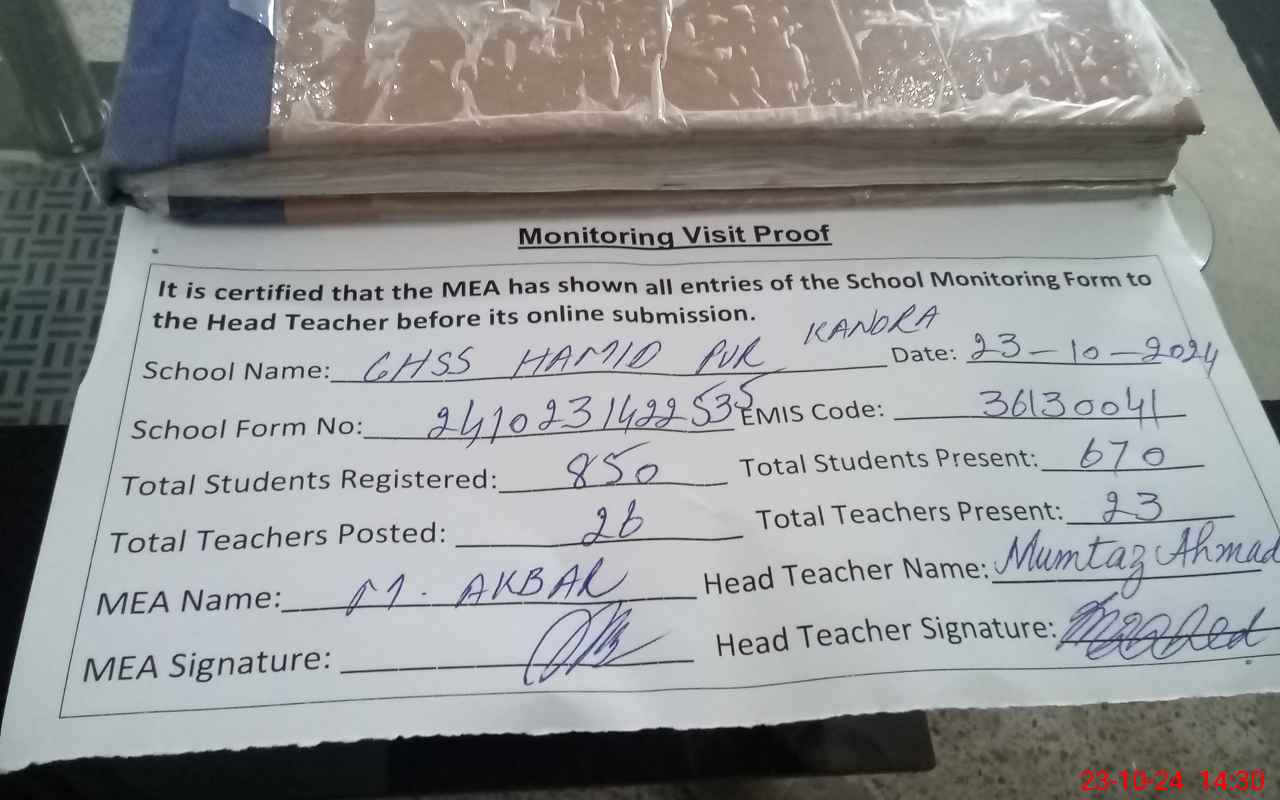 Monitoring Visit Proof
It is certified that the MEA has shown all entries of the School Monitoring Form to
the Head Teacher before its online submission.
School Name: GHSS HAMID PUR KANORA Date: 23-10-2024
School Form No: 24102314225355 EMIS Code: 36130041
Total Students Registered: 850 Total Students Present: 670
Total Teachers Posted: 26 Total Teachers Present: 23
MEA Name: M. AKBAR Head Teacher Name: Mumtaz Ahmad
MEA Signature: Head Teacher Signature:
23-10-24 14:30